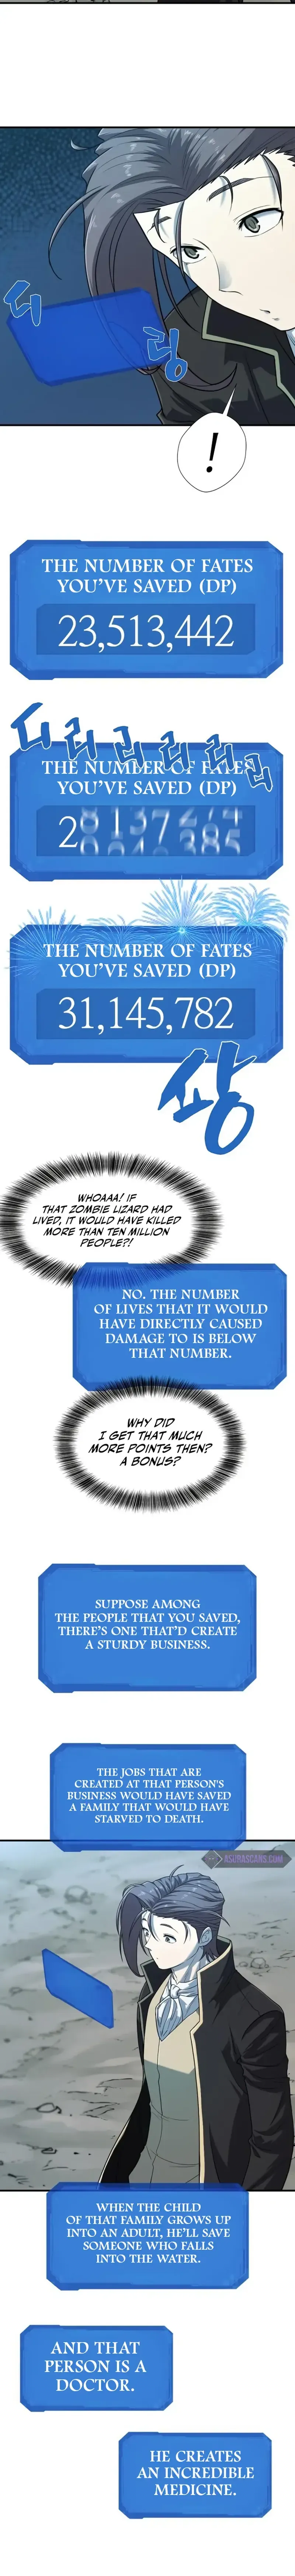 디
링
!
THE NUMBER OF FATES
YOU'VE SAVED (DP)
23,513,442
THE NUMBER OF FATES
YOU'VE SAVED (DP)
THE NUMBER OF FATES
YOU'VE SAVED (DP)
31,145,782
WHOAAA! IF
THAT ZOMBIE LIZARD HAD
LIVED, IT WOULD HAVE KILLED
MORE THAN TEN MILLION
PEOPLE?!
NO. THE NUMBER
OF LIVES THAT IT WOULD
HAVE DIRECTLY CAUSED
DAMAGE TO IS BELOW
THAT NUMBER.
WHY DID
I GET THAT MUCH
MORE POINTS THEN?
A BONUS?
SUPPOSE AMONG
THE PEOPLE THAT YOU SAVED,
THERE'S ONE THAT'D CREATE
A STURDY BUSINESS.
THE JOBS THAT ARE
CREATED AT THAT PERSON'S
BUSINESS WOULD HAVE SAVED
A FAMILY THAT WOULD HAVE
STARVED TO DEATH.
ASURASCANS.COM
WHEN THE CHILD
OF THAT FAMILY GROWS UP
INTO AN ADULT, HE'LL SAVE
SOMEONE WHO FALLS
INTO THE WATER.
AND THAT
PERSON IS A
DOCTOR.
HE CREATES
AN INCREDIBLE
MEDICINE.